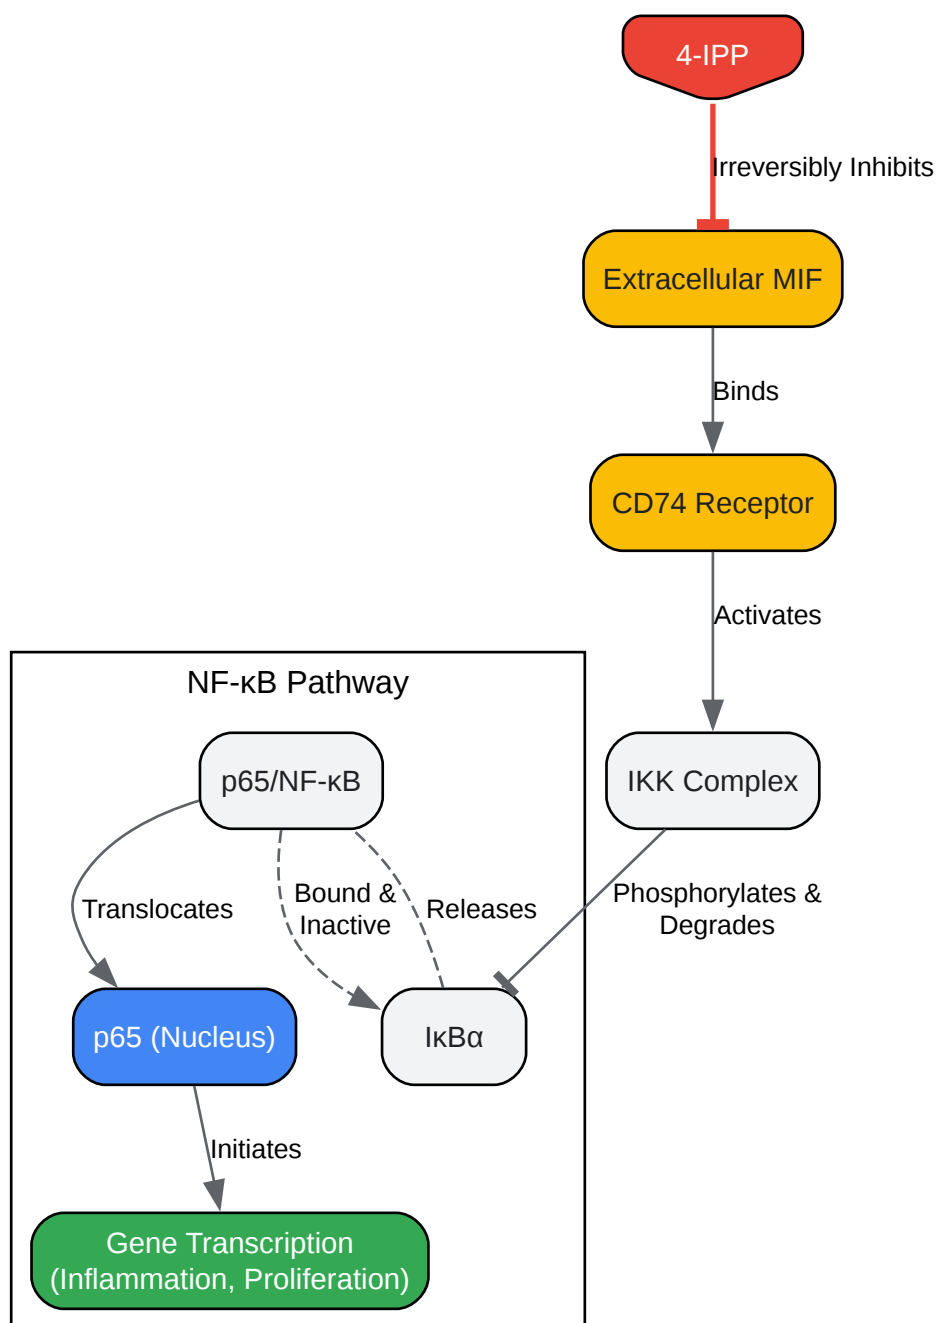 4-IPP
Irreversibly Inhibits
Extracellular MIF
Binds
CD74 Receptor
Activates
NF-κB Pathway
p65/NF-κB
IKK Complex
Translocates
Bound &
Inactive
Releases
Phosphorylates &
Degrades
p65 (Nucleus)
IκBα
Initiates
Gene Transcription
(Inflammation, Proliferation)